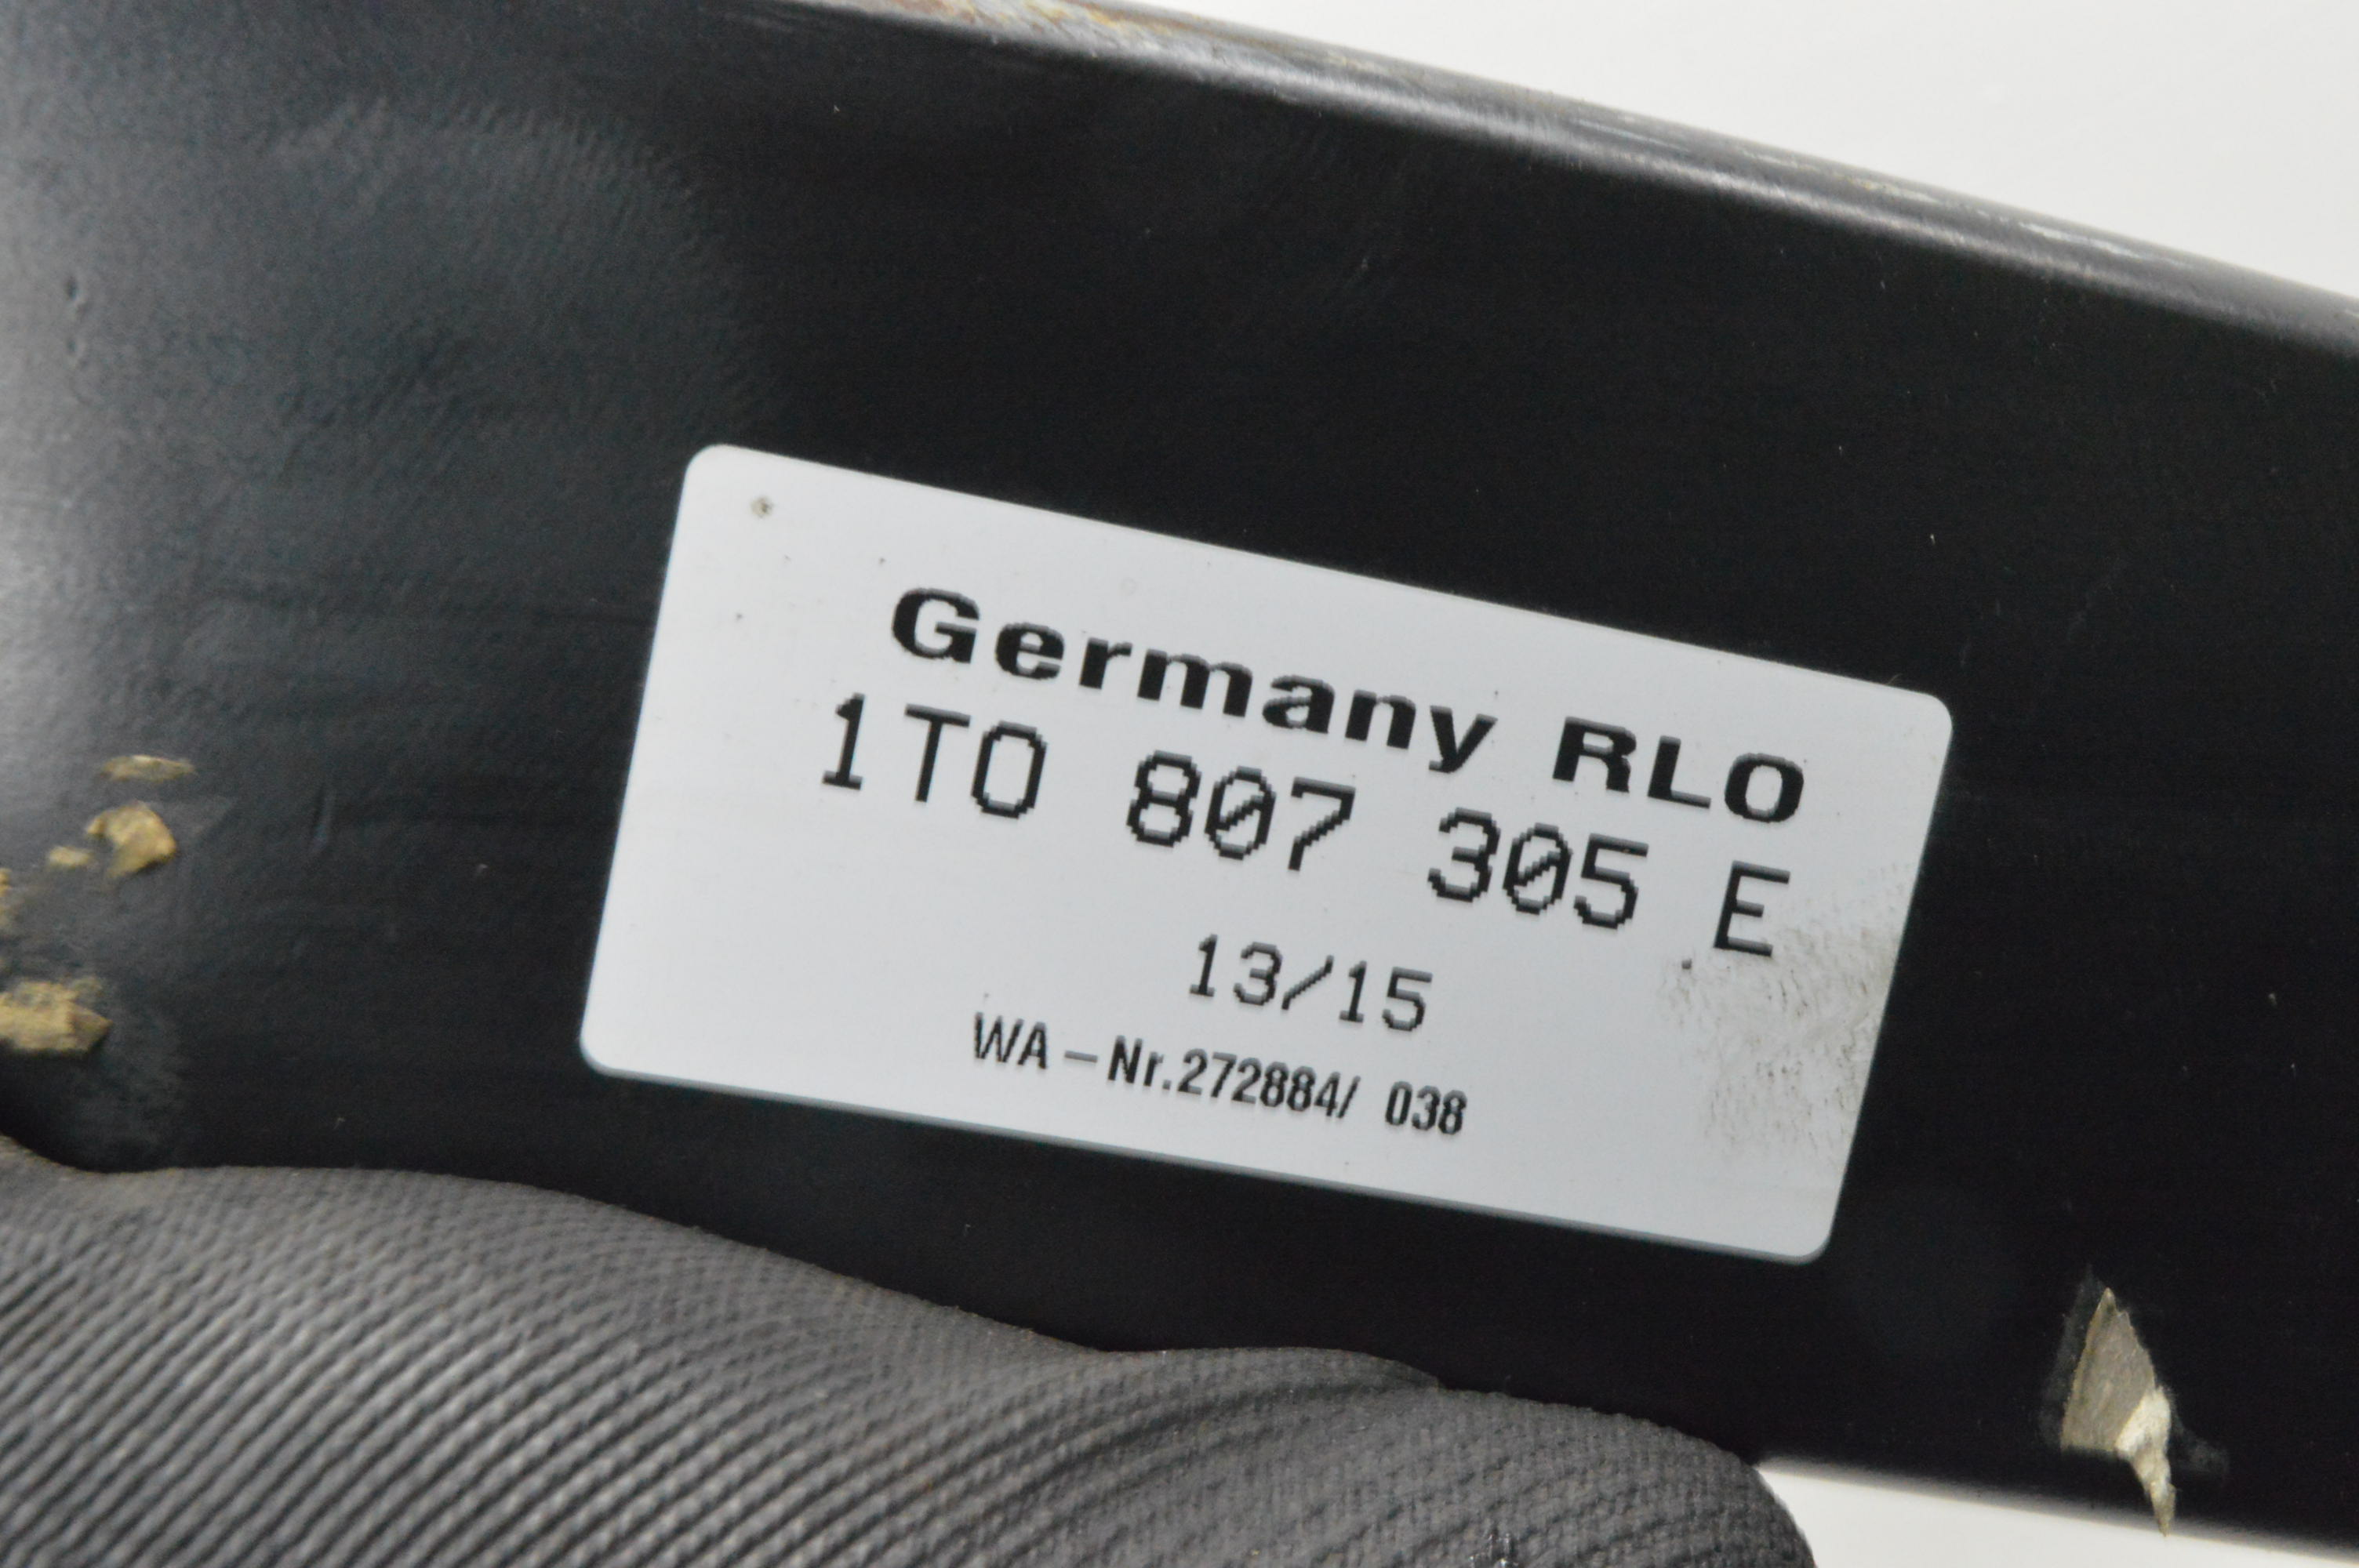 Germany RLO
1T0 807 305 E
13/15
WA-Nr.272884/ 038